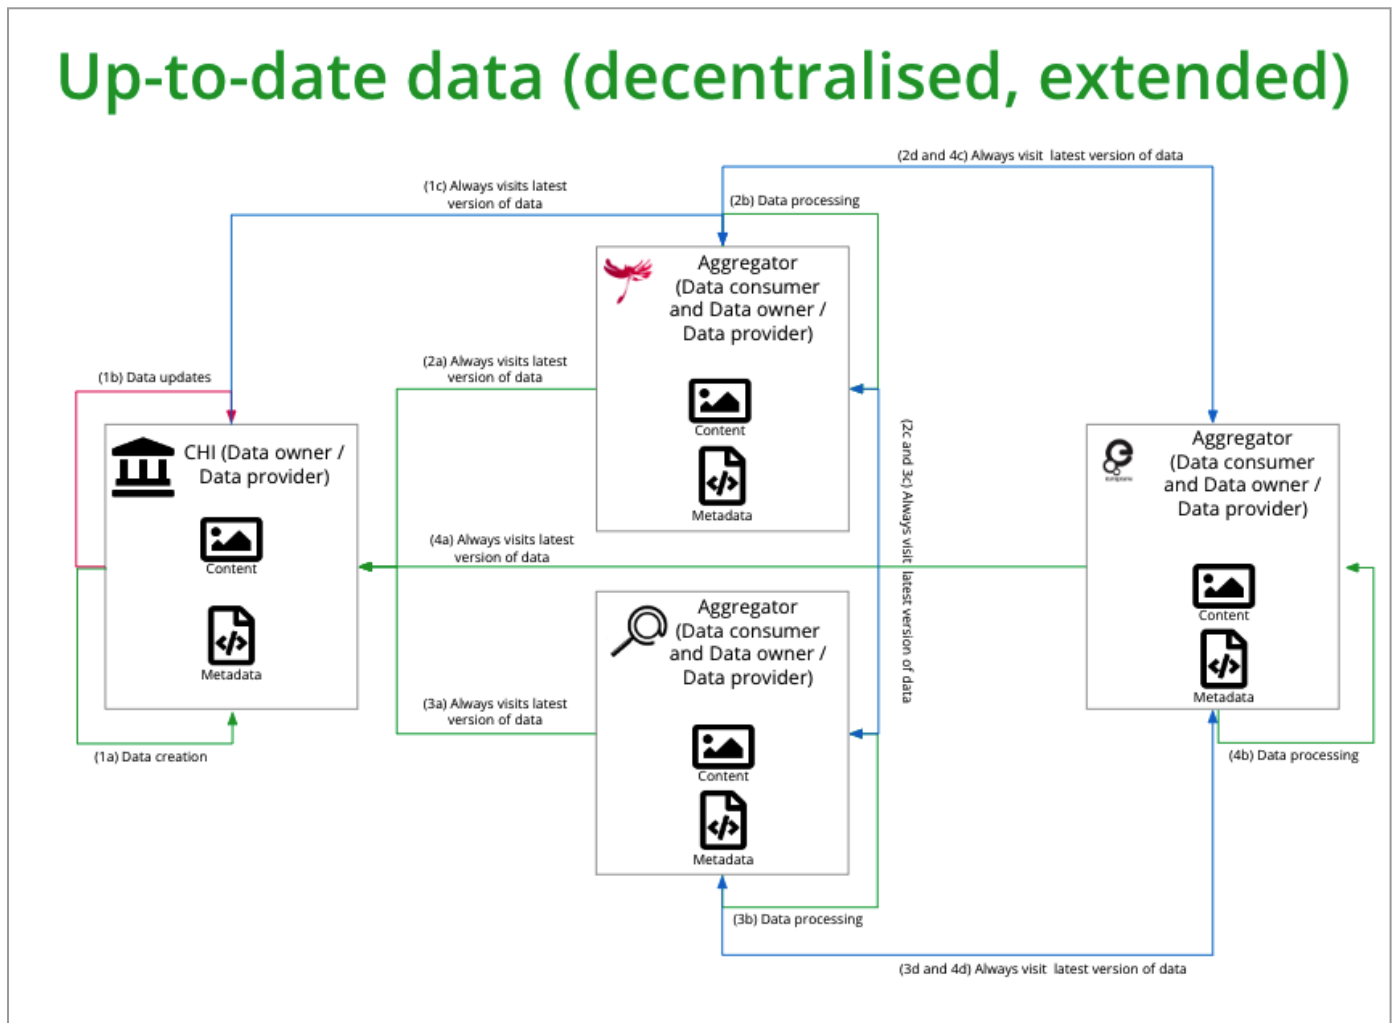 Up-to-date data (decentralised, extended)
(2d and 4c) Always visit  latest version of data
(1c) Always visits latest
version of data
(2b) Data processing
Aggregator
(Data consumer
and Data owner /
Data provider)
(2a) Always visits latest
version of data
(1b) Data updates
Content
Metadata
CHI (Data owner /
Data provider)
Content
Metadata
(1a) Data creation
(4a) Always visits latest
version of data
(2c and 3c) Always visit  latest version of data
Aggregator
(Data consumer
and Data owner /
Data provider)
Content
Metadata
(4b) Data processing
Aggregator
(Data consumer
and Data owner /
Data provider)
(3a) Always visits latest
version of data
Content
Metadata
(3b) Data processing
(3d and 4d) Always visit  latest version of data